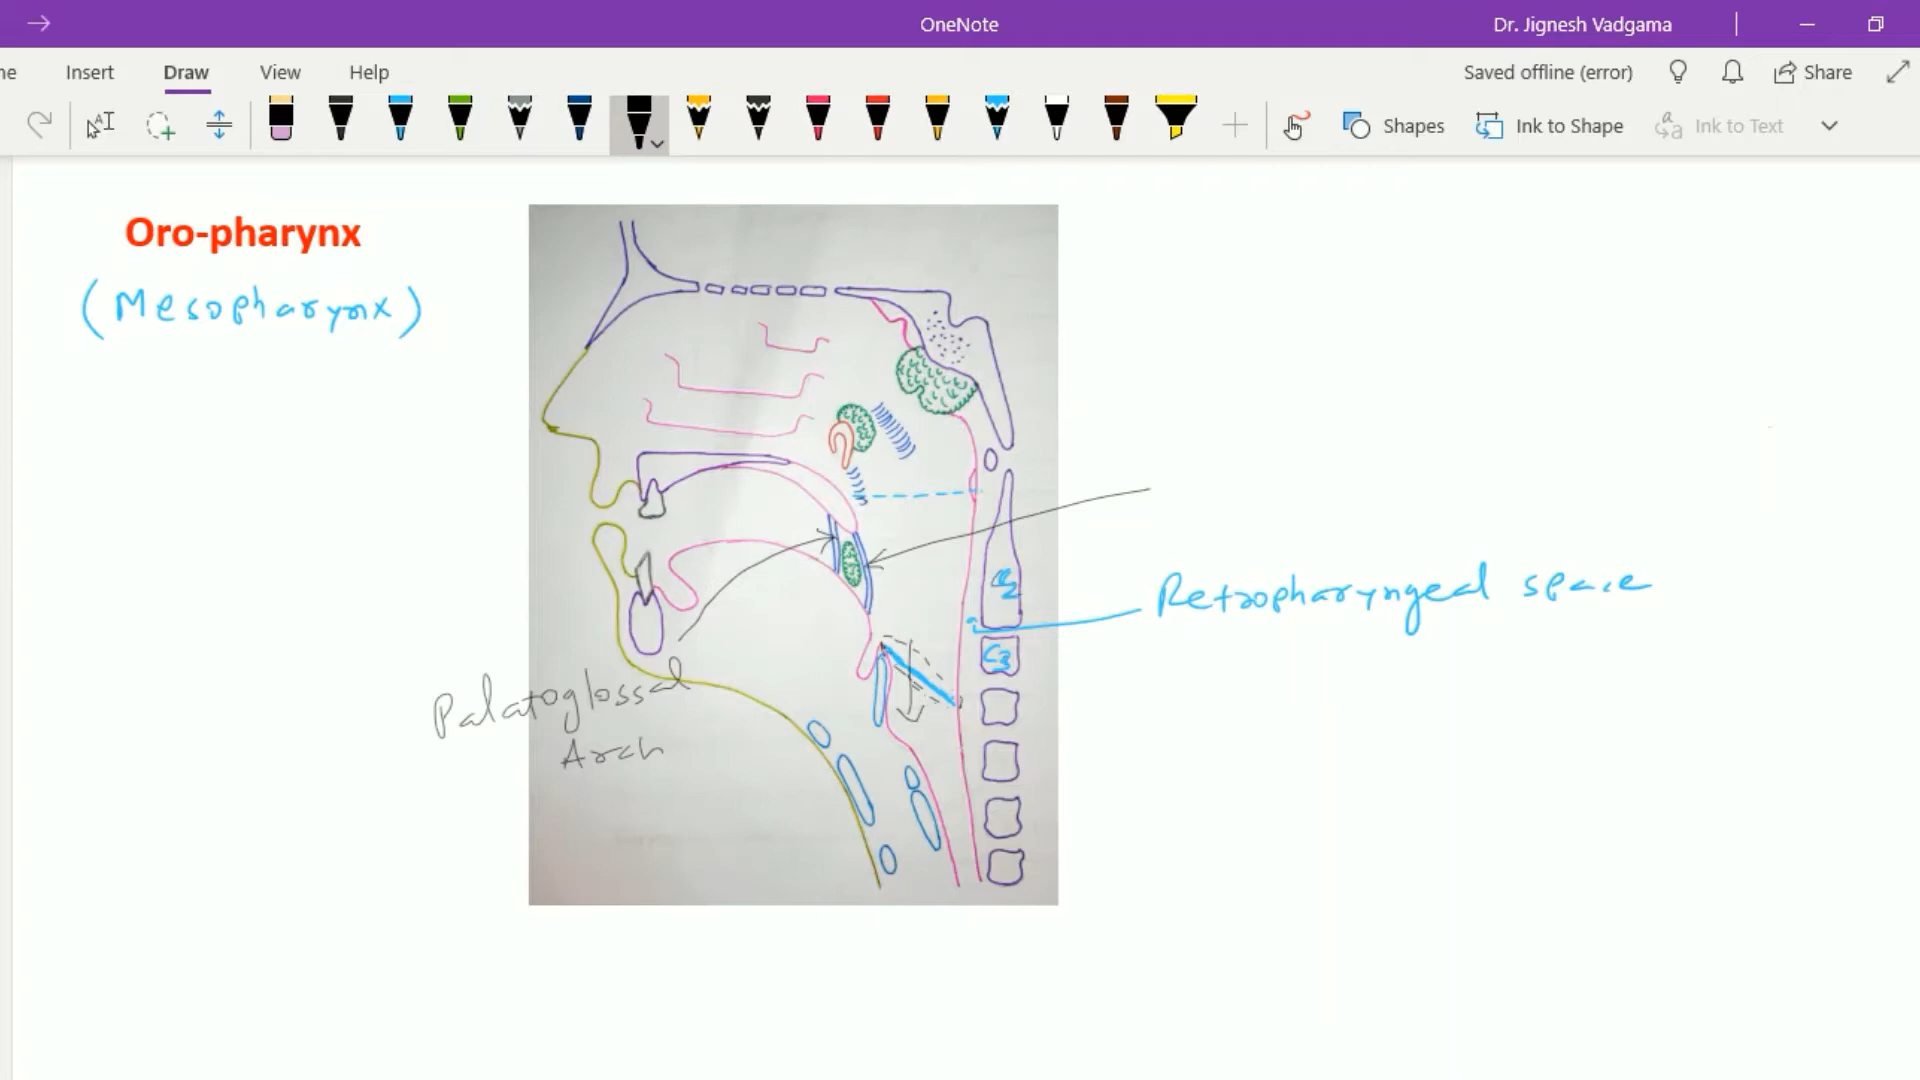 OneNote
Dr. Jignesh Vadgama
Insert
Draw
View
Help
Saved offline (error)
Share
Shapes
Ink to Shape
Ink to Text
Oro-pharynx
(Mesopharynx)
C2
Retropharyngeal space
C3
Palatoglossal
Arch